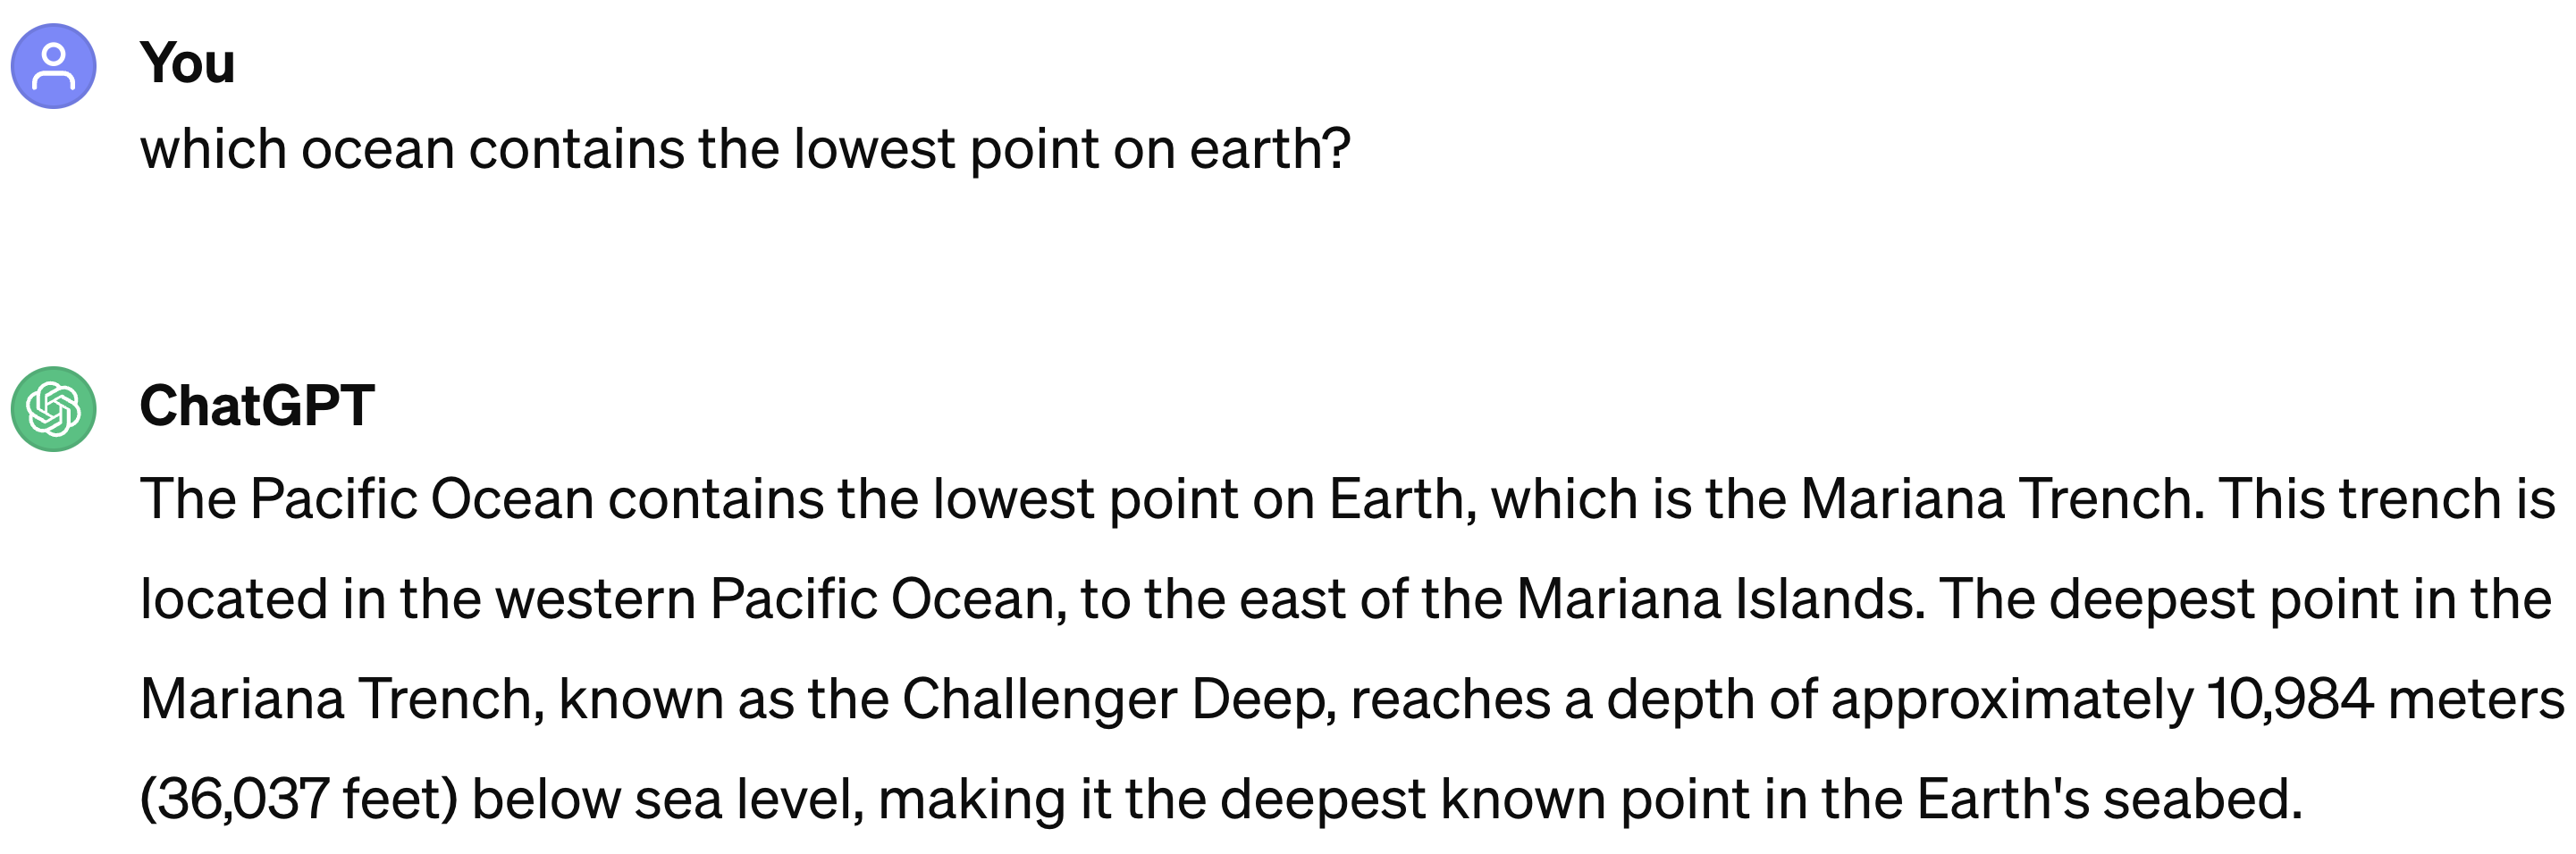 You
which ocean contains the lowest point on earth?
ChatGPT
The Pacific Ocean contains the lowest point on Earth, which is the Mariana Trench. This trench is
located in the western Pacific Ocean, to the east of the Mariana Islands. The deepest point in the
Mariana Trench, known as the Challenger Deep, reaches a depth of approximately 10,984 meters
(36,037 feet) below sea level, making it the deepest known point in the Earth's seabed.